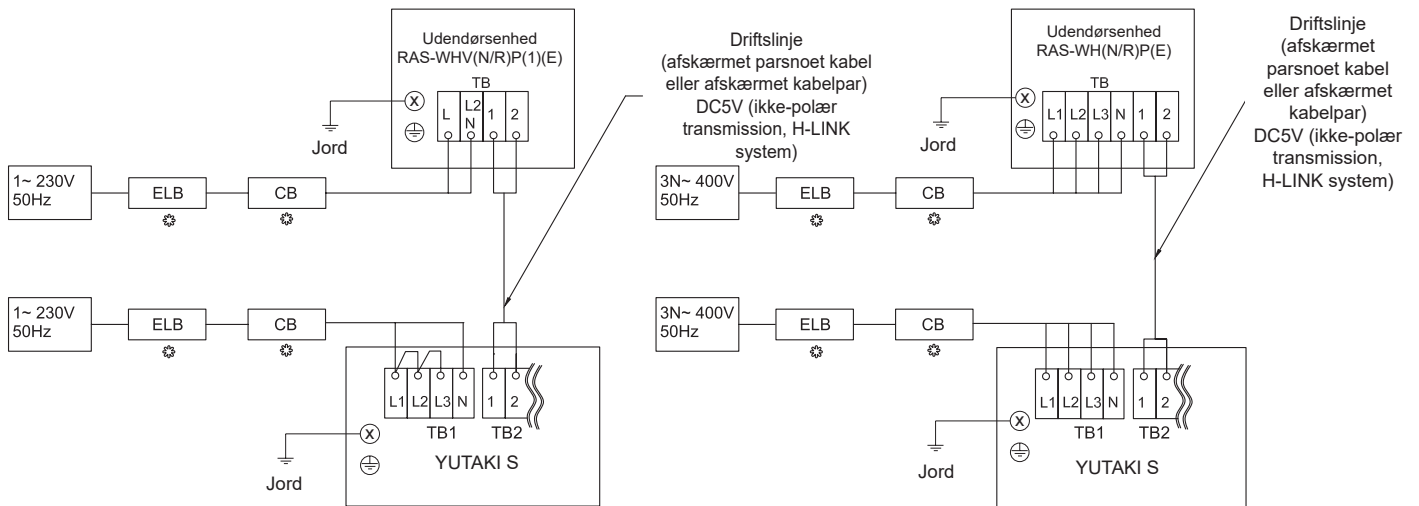 Udendørsenhed
RAS-WHV(N/R)P(1)(E)
TB
L
L2
N
1
2
X
Jord
1~ 230V
50Hz
ELB
CB
Driftslinje
(afskærmet parsnoet kabel
eller afskærmet kabelpar)
DC5V (ikke-polær
transmission, H-LINK
system)
1~ 230V
50Hz
ELB
CB
L1
L2
L3
N
1
2
TB1
TB2
X
Jord
YUTAKI S
Udendørsenhed
RAS-WH(N/R)P(E)
TB
L1
L2
L3
N
1
2
X
Jord
3N~ 400V
50Hz
ELB
CB
Driftslinje
(afskærmet
parsnoet kabel
eller afskærmet
kabelpar)
DC5V (ikke-polær
transmission,
H-LINK system)
3N~ 400V
50Hz
ELB
CB
L1
L2
L3
N
1
2
TB1
TB2
X
Jord
YUTAKI S